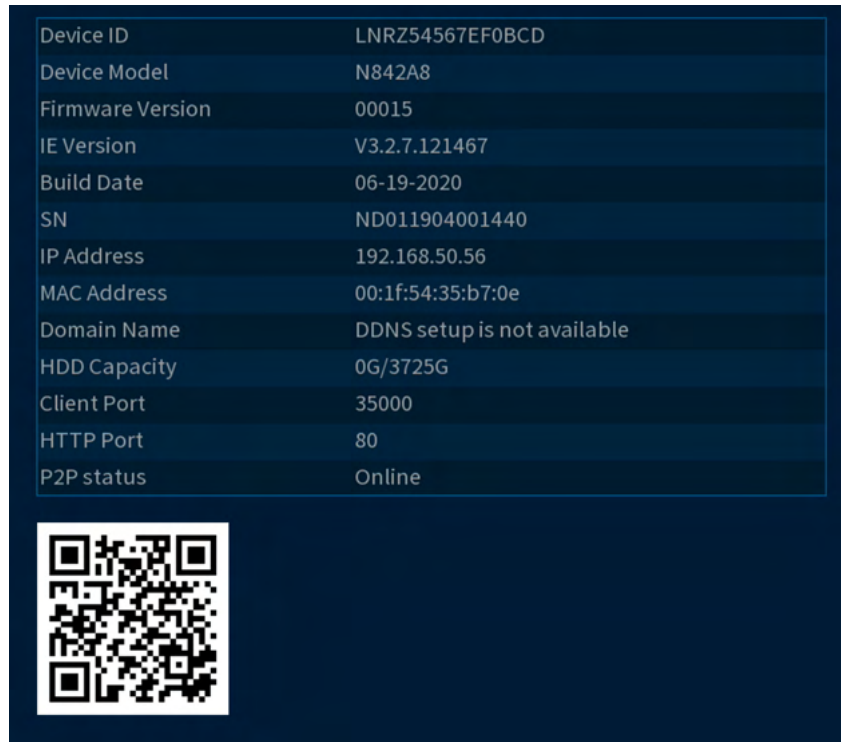 Device ID LNRZ54567EF0BCD
Device Model N842A8
Firmware Version 00015
IE Version V3.2.7.121467
Build Date 06-19-2020
SN ND011904001440
IP Address 192.168.50.56
MAC Address 00:1f:54:35:b7:0e
Domain Name DDNS setup is not available
HDD Capacity 0G/3725G
Client Port 35000
HTTP Port 80
P2P status Online